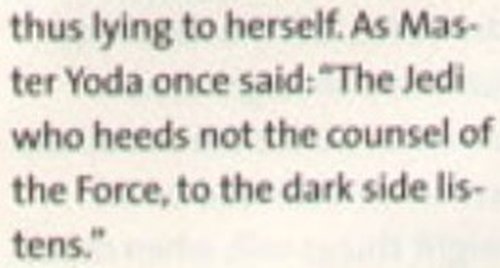 thus lying to herself. As Mas-
ter Yoda once said: "The Jedi
who heeds not the counsel of
the Force, to the dark side lis-
tens."